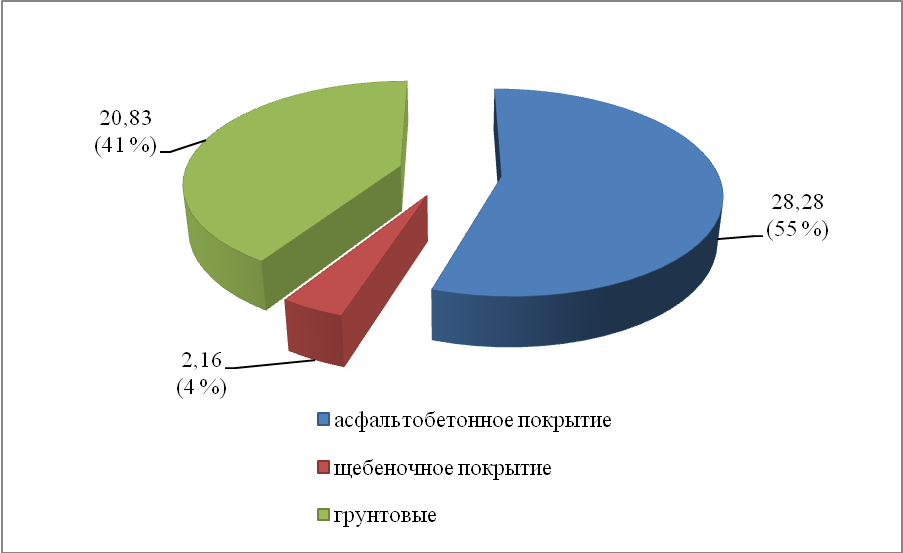 20,83
(41 %)
28,28
(55 %)
2,16
(4 %)
асфальтобетонное покрытие
щебеночное покрытие
грунтовые